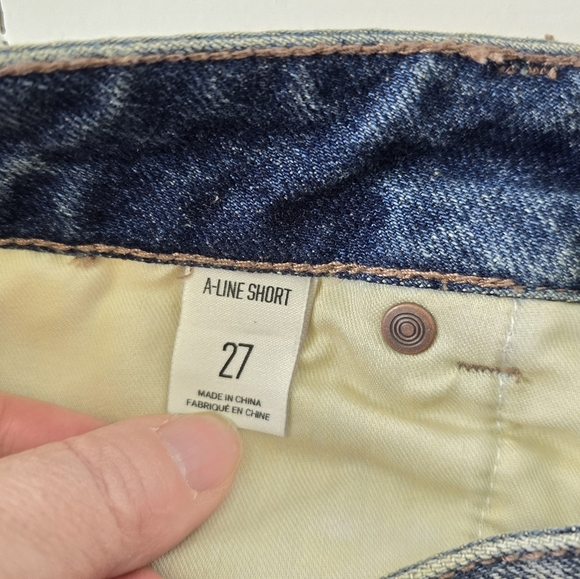 A-LINE SHORT
27
MADE IN CHINA
FABRIQUÉ EN CHINE